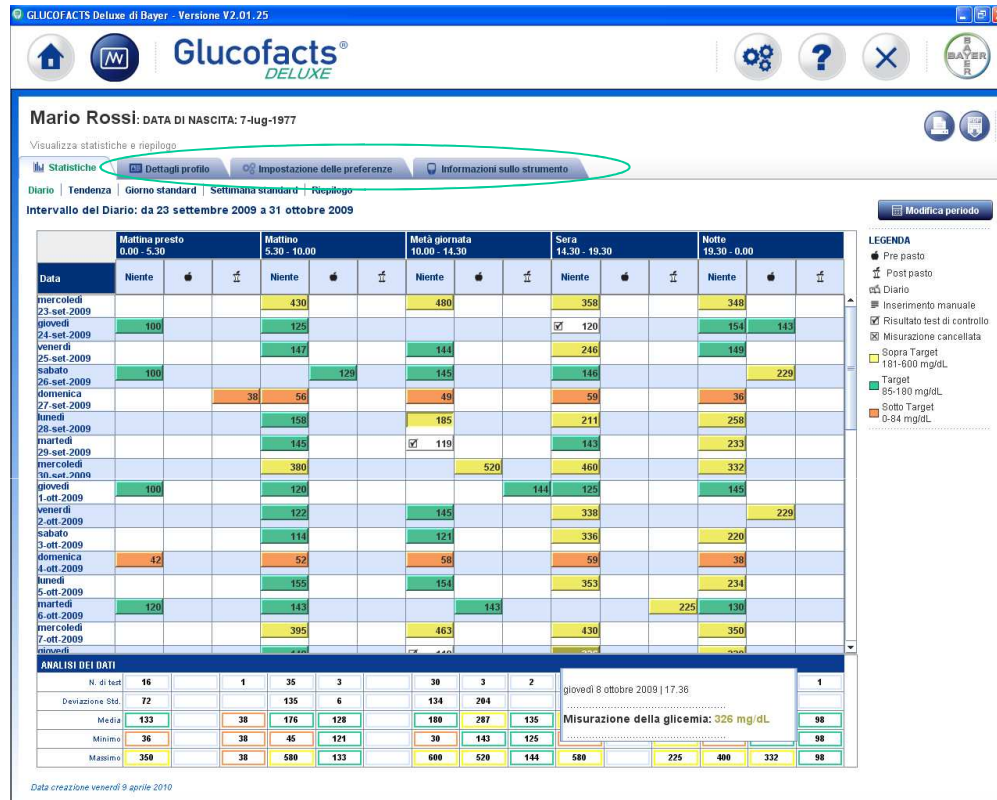 GLUCOFACTS Deluxe di Bayer - Versione V2.01.25
Glucofacts®
DELUXE
BAYER
BAYER
Mario Rossi: DATA DI NASCITA: 7-lug-1977
Visualizza statistiche e riepilogo
Statistiche Dettagli profilo Impostazione delle preferenze Informazioni sullo strumento
Diario | Tendenza | Giorno standard | Settimana standard | Riepilogo
Intervallo del Diario: da 23 settembre 2009 a 31 ottobre 2009
Modifica periodo
Mattina presto Mattino Metà giornata Sera Notte
0.00 - 5.30 5.30 - 10.00 10.00 - 14.30 14.30 - 19.30 19.30 - 0.00
Data Niente Niente Niente Niente Niente
mercoledì 430 480 358 348
23-set-2009
giovedì 100 125 120 154 143
24-set-2009
venerdì 147 144 246 149
25-set-2009
sabato 100 129 145 146 229
26-set-2009
domenica 38 56 49 59 36
27-set-2009
lunedì 158 185 211 258
28-set-2009
martedì 145 119 143 233
29-set-2009
mercoledì 380 520 460 332
30-set-2009
giovedì 100 120 144 125 145
1-ott-2009
venerdì 122 145 338 229
2-ott-2009
sabato 114 121 336 220
3-ott-2009
domenica 42 52 58 59 38
4-ott-2009
lunedì 155 154 353 234
5-ott-2009
martedì 120 143 143 225 130
6-ott-2009
mercoledì 395 463 430 350
7-ott-2009
giovedì
LEGENDA
Pre pasto
Post pasto
Diario
Inserimento manuale
Risultato test di controllo
Misurazione cancellata
Sopra Target
181-600 mg/dL
Target
85-180 mg/dL
Sotto Target
0-84 mg/dL
ANALISI DEI DATI
N. di test 16 1 35 3 30 3 2 1
Deviazione Std. 72 135 6 134 204
Media 133 38 176 128 180 287 135 98
Minimo 36 38 45 121 30 143 125 98
Massimo 350 38 580 133 600 520 144 580 225 400 332 98
giovedì 8 ottobre 2009 | 17.36
Misurazione della glicemia: 326 mg/dL
Data creazione venerdì 9 aprile 2010